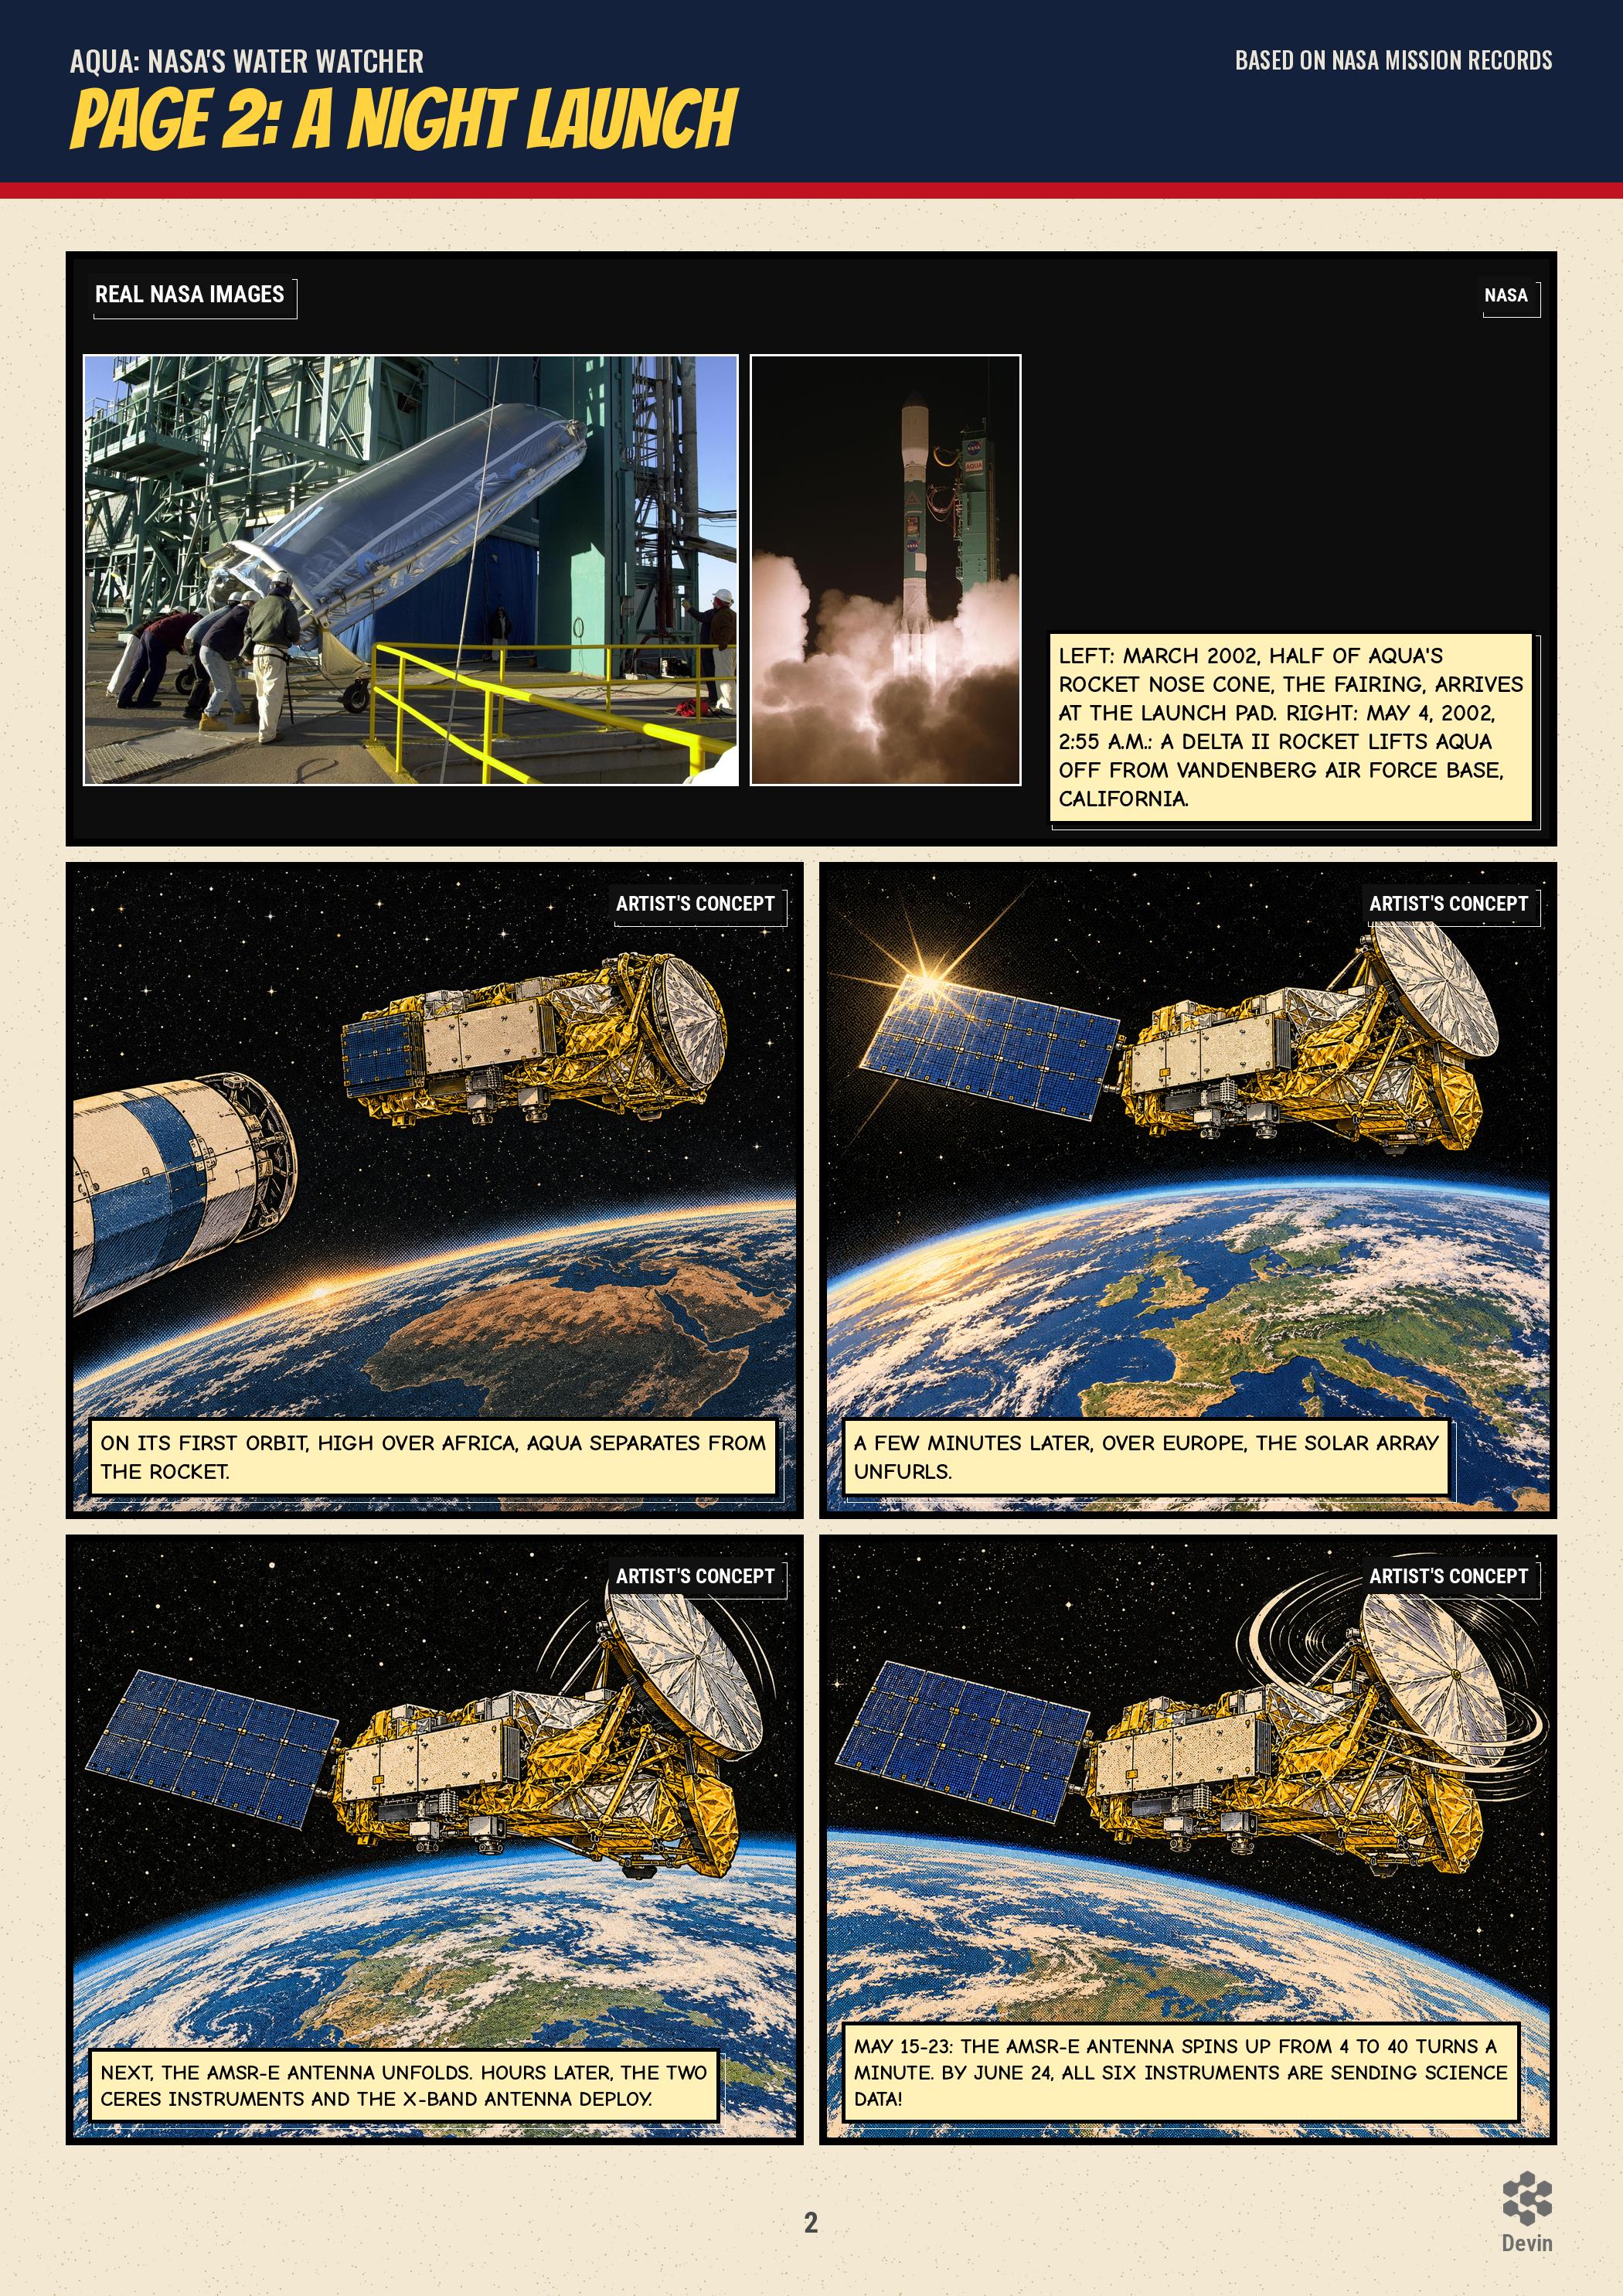 AQUA: NASA'S WATER WATCHER
BASED ON NASA MISSION RECORDS
PAGE 2: A NIGHT LAUNCH
REAL NASA IMAGES
NASA
NASA
AQUA
LEFT: MARCH 2002, HALF OF AQUA'S
ROCKET NOSE CONE, THE FAIRING, ARRIVES
AT THE LAUNCH PAD. RIGHT: MAY 4, 2002,
2:55 A.M.: A DELTA II ROCKET LIFTS AQUA
OFF FROM VANDENBERG AIR FORCE BASE,
CALIFORNIA.
ARTIST'S CONCEPT
ON ITS FIRST ORBIT, HIGH OVER AFRICA, AQUA SEPARATES FROM
THE ROCKET.
ARTIST'S CONCEPT
A FEW MINUTES LATER, OVER EUROPE, THE SOLAR ARRAY
UNFURLS.
ARTIST'S CONCEPT
NEXT, THE AMSR-E ANTENNA UNFOLDS. HOURS LATER, THE TWO
CERES INSTRUMENTS AND THE X-BAND ANTENNA DEPLOY.
ARTIST'S CONCEPT
MAY 15-23: THE AMSR-E ANTENNA SPINS UP FROM 4 TO 40 TURNS A
MINUTE. BY JUNE 24, ALL SIX INSTRUMENTS ARE SENDING SCIENCE
DATA!
2
Devin